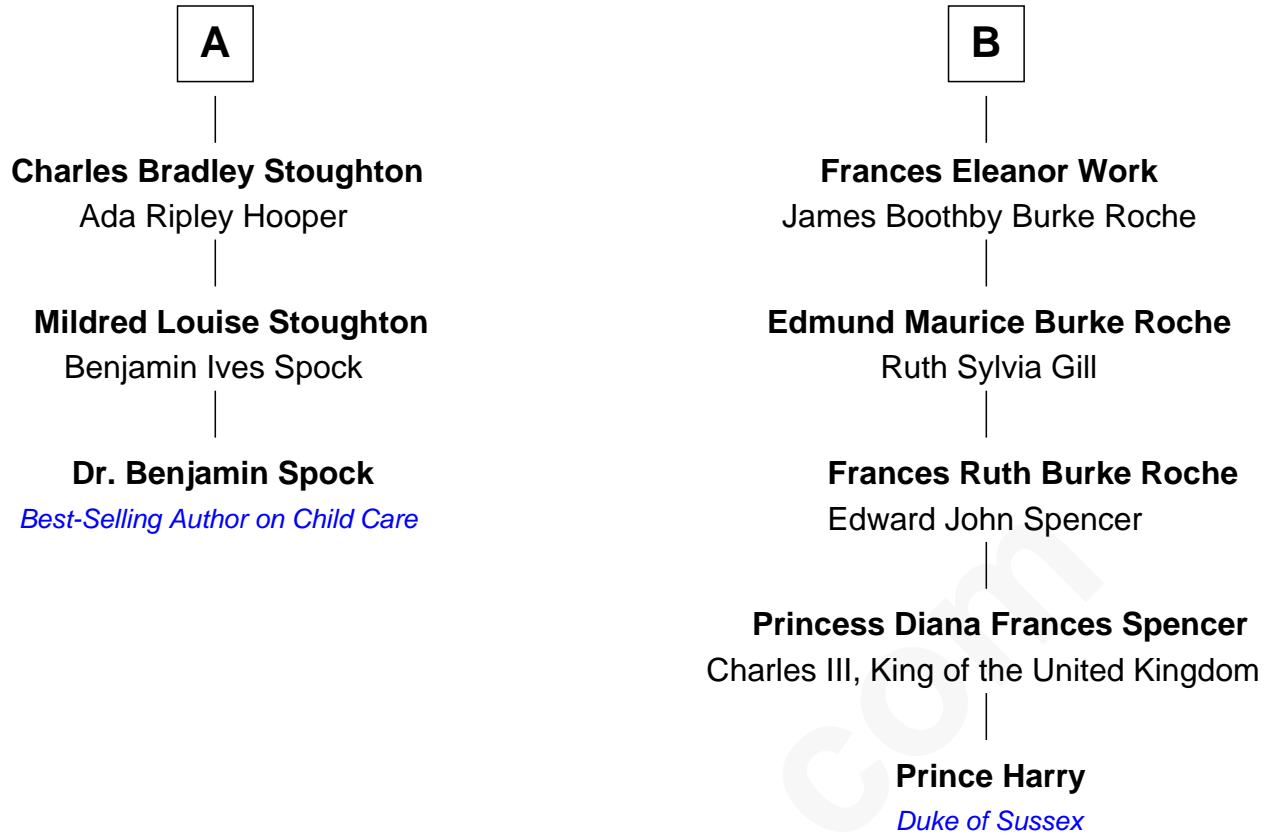 A
Charles Bradley Stoughton
Ada Ripley Hooper
Mildred Louise Stoughton
Benjamin Ives Spock
Dr. Benjamin Spock
Best-Selling Author on Child Care
B
Frances Eleanor Work
James Boothby Burke Roche
Edmund Maurice Burke Roche
Ruth Sylvia Gill
Frances Ruth Burke Roche
Edward John Spencer
Princess Diana Frances Spencer
Charles III, King of the United Kingdom
Prince Harry
Duke of Sussex
com